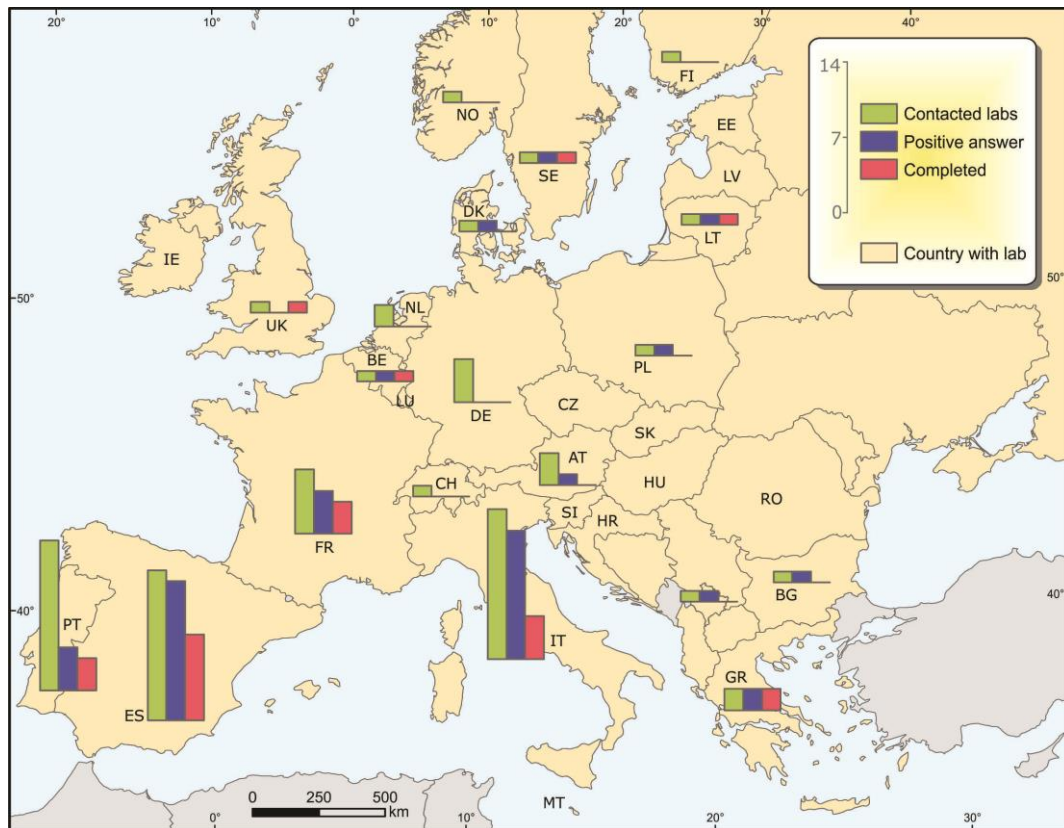 20° 10° 0° 10° 20° 30° 40°
14
7
0
Contacted labs
Positive answer
Completed
Country with lab
FI
NO
EE
SE
LV
DK
LT
IE
50° 50°
NL
UK
BE
PL
LU
DE
CZ
SK
AT
CH
HU
RO
SI
HR
FR
BG
40° 40°
PT
IT
GR
ES
0 250 500
km
MT
0° 10° 20° 30°